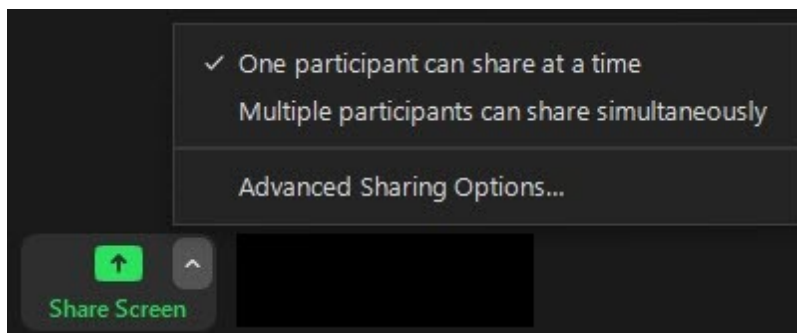 One participant can share at a time
Multiple participants can share simultaneously
Advanced Sharing Options...
Share Screen